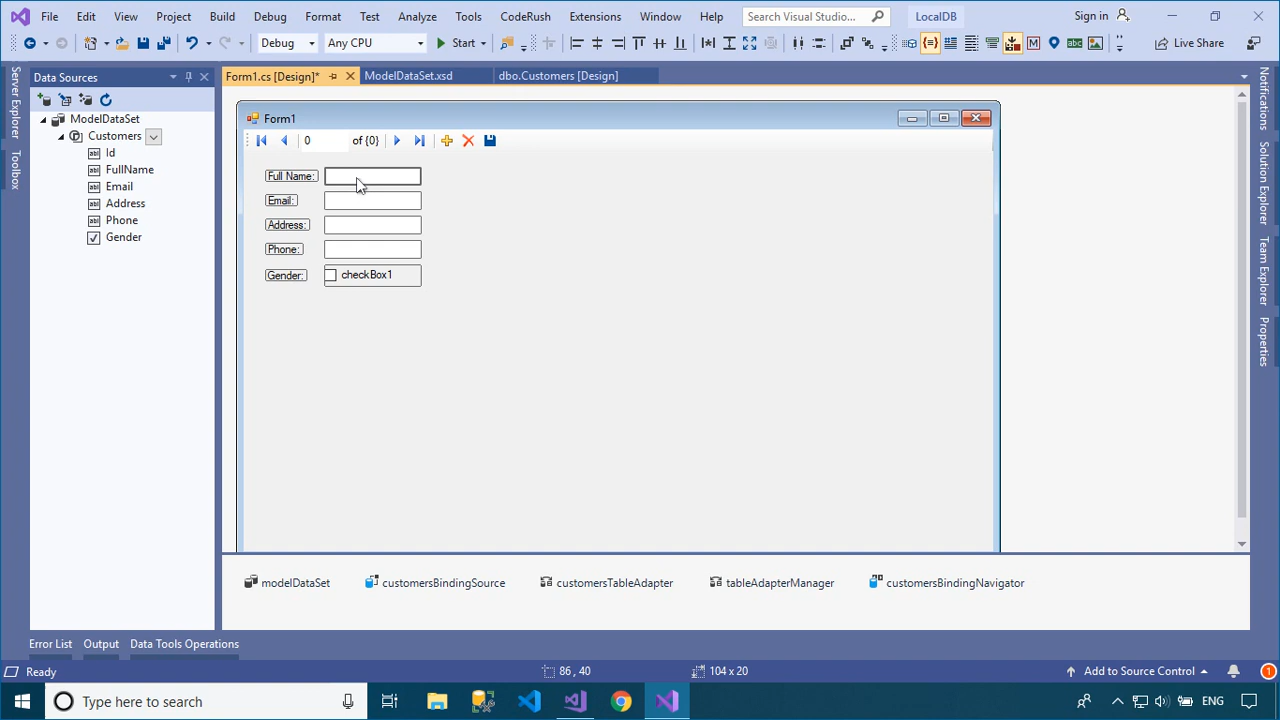 File Edit View Project Build Debug Format Test Analyze Tools CodeRush Extensions Window Help Search Visual Studio... LocalDB Sign in
Debug Any CPU Start Live Share
Server Explorer
Toolbox
Data Sources
ModelDataSet
Customers
Id
FullName
Email
Address
Phone
Gender
Form1.cs [Design]* ModelDataSet.xsd dbo.Customers [Design]
Form1
0 of {0}
Full Name:
Email:
Address:
Phone:
Gender: checkBox1
modelDataSet customersBindingSource customersTableAdapter tableAdapterManager customersBindingNavigator
Notifications
Solution Explorer
Team Explorer
Properties
Error List Output Data Tools Operations
Ready 86 , 40 104 x 20 Add to Source Control 1
Type here to search ENG